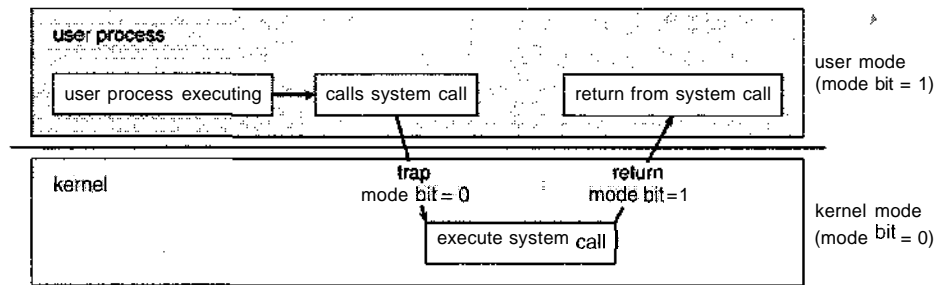 user process
user process executing
calls system call
return from system call
user mode
(mode bit = 1)
kernel
trap
mode bit = 0
return
mode bit=1
execute system call
kernel mode
(mode bit = 0)